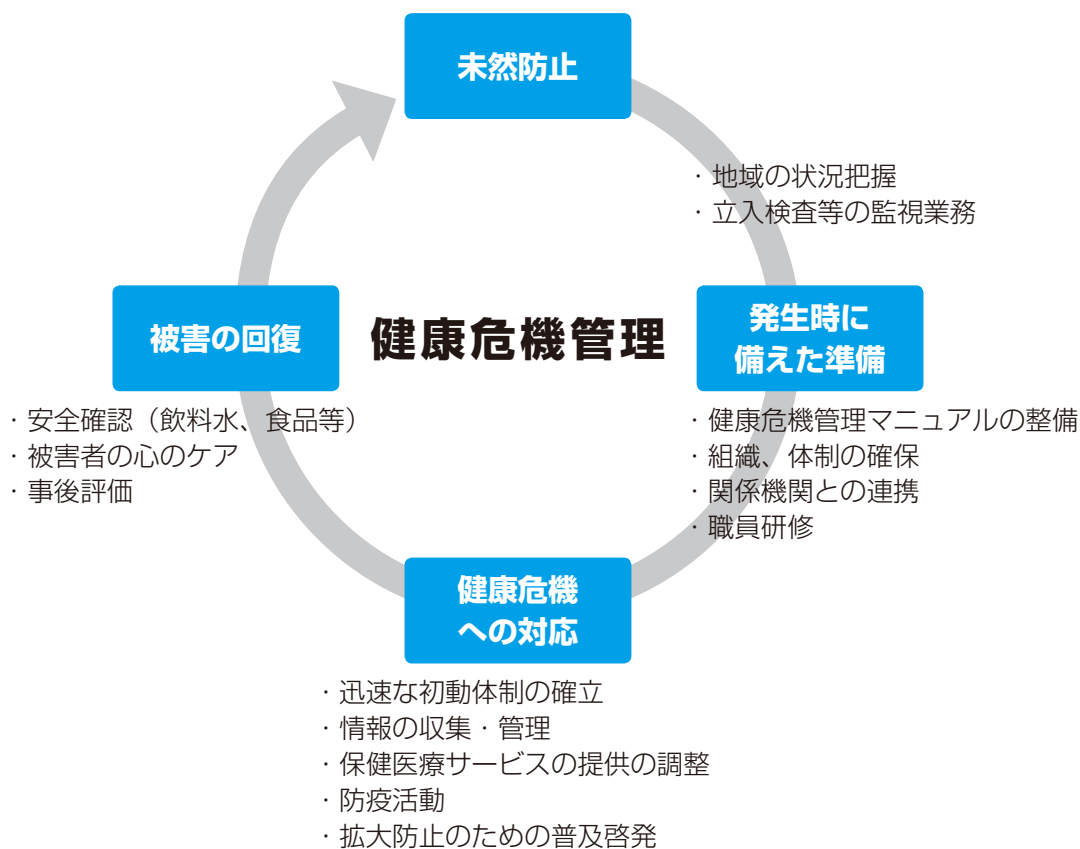 未然防止
・地域の状況把握
・立入検査等の監視業務
健康危機管理
発生時に
備えた準備
・健康危機管理マニュアルの整備
・組織、体制の確保
・関係機関との連携
・職員研修
健康危機
への対応
・迅速な初動体制の確立
・情報の収集・管理
・保健医療サービスの提供の調整
・防疫活動
・拡大防止のための普及啓発
被害の回復
・安全確認（飲料水、食品等）
・被害者の心のケア
・事後評価